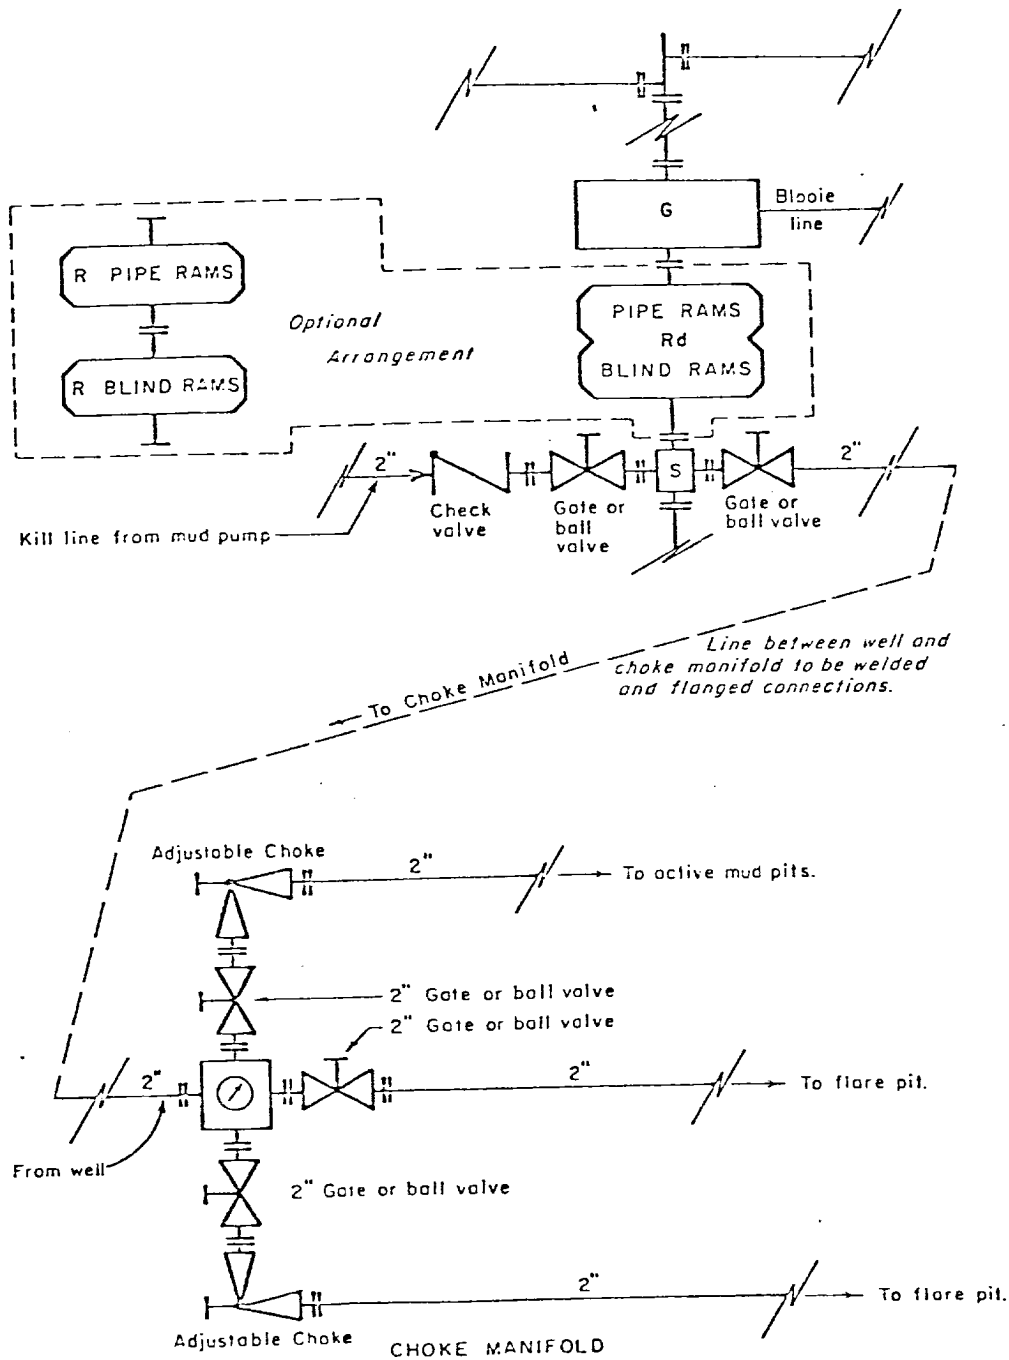 G
Blooie
line
R PIPE RAMS
PIPE RAMS
Rd
BLIND RAMS
Optional
Arrangement
R BLIND RAMS
2"
S
2"
Check
valve
Gate or
ball
valve
Gate or
ball valve
Kill line from mud pump
Line between well and
choke manifold to be welded
and flanged connections.
To Choke Manifold
Adjustable Choke
2"
To active mud pits.
2" Gate or ball valve
2" Gate or ball valve
2"
2"
To flare pit.
From well
2" Gate or ball valve
2"
To flare pit.
Adjustable Choke
CHOKE MANIFOLD